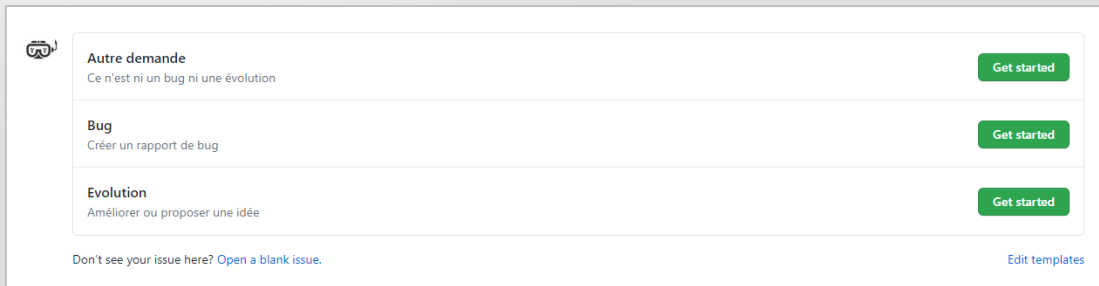 Autre demande
Ce n'est ni un bug ni une évolution
Get started
Bug
Créer un rapport de bug
Get started
Evolution
Améliorer ou proposer une idée
Get started
Don't see your issue here? Open a blank issue.
Edit templates